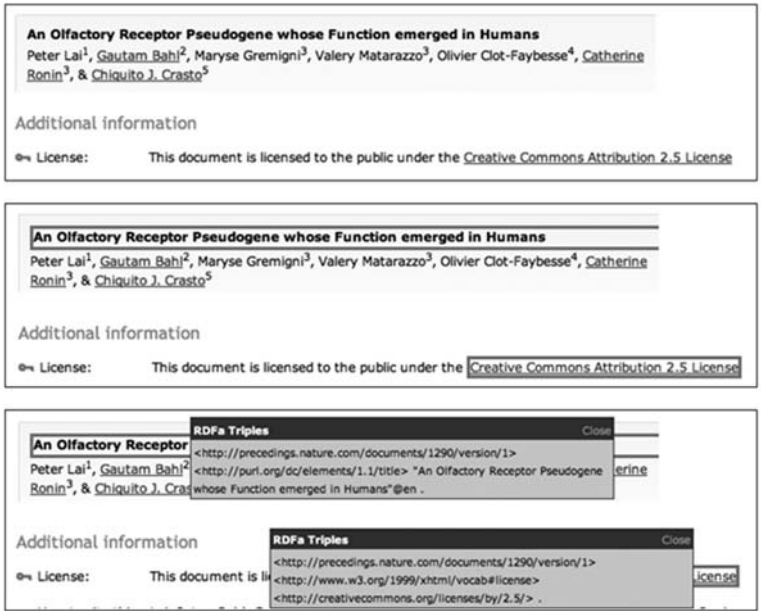 An Olfactory Receptor Pseudogene whose Function emerged in Humans
Peter Lai1, Gautam Bahl2, Maryse Gremigni3, Valery Matarazzo3, Olivier Clot-Faybesse4, Catherine
Ronin3, & Chiquito J. Crasto5
Additional information
License: This document is licensed to the public under the Creative Commons Attribution 2.5 License
An Olfactory Receptor Pseudogene whose Function emerged in Humans
Peter Lai1, Gautam Bahl2, Maryse Gremigni3, Valery Matarazzo3, Olivier Clot-Faybesse4, Catherine
Ronin3, & Chiquito J. Crasto5
Additional information
License: This document is licensed to the public under the Creative Commons Attribution 2.5 License
RDFa Triples Close
An Olfactory Receptor
<http://precedings.nature.com/documents/1290/version/1>
Peter Lai1, Gautam Bahl2 <http://purl.org/dc/elements/1.1/title> "An Olfactory Receptor Pseudogene erine
Ronin3, & Chiquito J. Cras whose Function emerged in Humans"@en .
Additional information
RDFa Triples Close
<http://precedings.nature.com/documents/1290/version/1>
License: This document is li <http://www.w3.org/1999/xhtml/vocab#license> icense
<http://creativecommons.org/licenses/by/2.5/> .